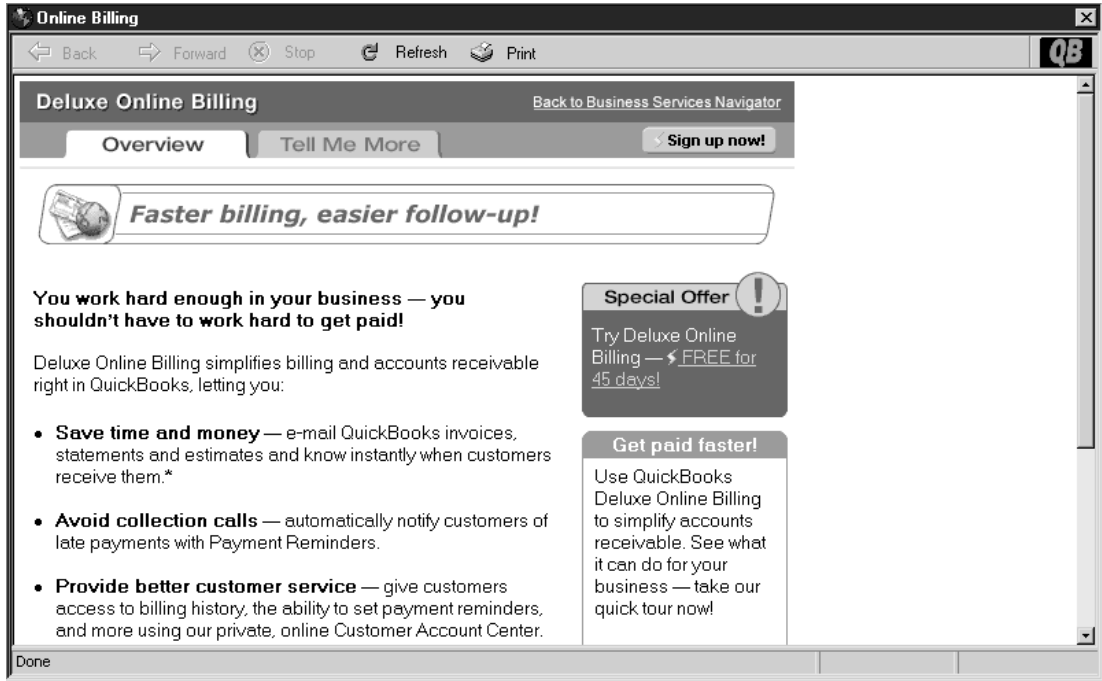 Online Billing
Back Forward Stop Refresh Print
QB
Deluxe Online Billing
Back to Business Services Navigator
Overview
Tell Me More
Sign up now!
Faster billing, easier follow-up!
You work hard enough in your business — you
shouldn't have to work hard to get paid!
Deluxe Online Billing simplifies billing and accounts receivable
right in QuickBooks, letting you:
• Save time and money — e-mail QuickBooks invoices,
statements and estimates and know instantly when customers
receive them.*
• Avoid collection calls — automatically notify customers of
late payments with Payment Reminders.
• Provide better customer service — give customers
access to billing history, the ability to set payment reminders,
and more using our private, online Customer Account Center.
Special Offer !
Try Deluxe Online
Billing — FREE for
45 days!
Get paid faster!
Use QuickBooks
Deluxe Online Billing
to simplify accounts
receivable. See what
it can do for your
business — take our
quick tour now!
Done